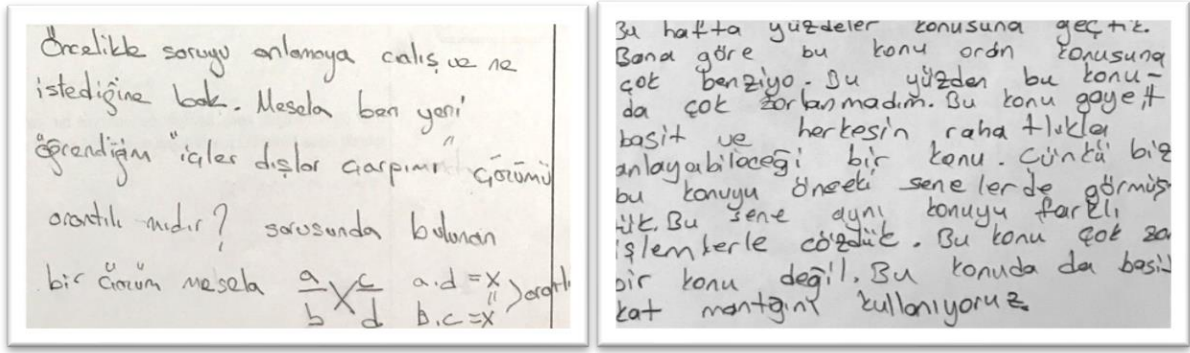 Öncelikle soruyu anlamaya çalış ve ne
istediğine bak. Mesela ben yeni
öğrendiğim "içler dışlar çarpımı" çözümü
orantılı mıdır? sorusunda bulunan
bir çözüm mesela a/b X c/d a.d = x
b.c = x
Bu hafta yüzdeler konusuna geçtik.
Bana göre bu konu oran konusuna
çok benziyo. Bu yüzden bu konu-
da çok zorlanmadım. Bu konu gayet
basit ve herkesin rahatlıkla
anlayabileceği bir konu. Çünkü biz
bu konuyu önceki senelerde görmüş
tük. Bu sene aynı konuyu farklı
işlemlerle çözdük. Bu konu çok zo
bir konu değil. Bu konuda da basit
kat mantığını kullanıyoruz.